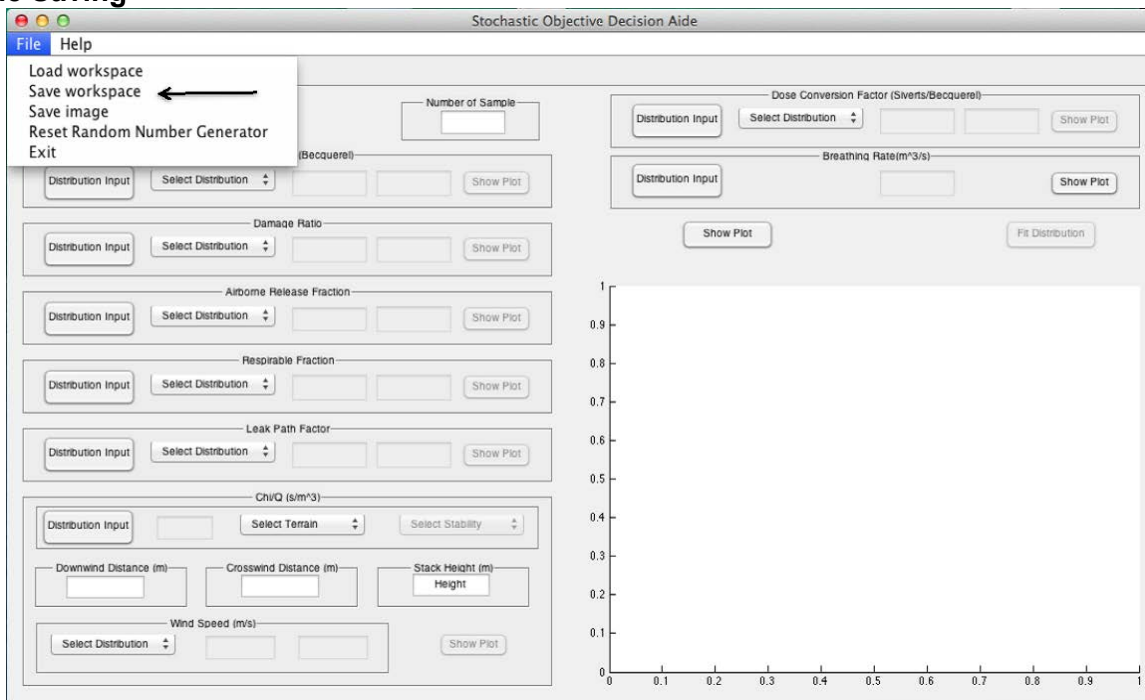 Saving
Stochastic Objective Decision Aide
File Help
Load workspace
Save workspace
Save image
Reset Random Number Generator
Exit
Number of Sample
(Becquerel)
Distribution Input Select Distribution Show Plot
Damage Ratio
Distribution Input Select Distribution Show Plot
Airborne Release Fraction
Distribution Input Select Distribution Show Plot
Respirable Fraction
Distribution Input Select Distribution Show Plot
Leak Path Factor
Distribution Input Select Distribution Show Plot
Chi/Q (s/m^3)
Distribution Input Select Terrain Select Stability
Downwind Distance (m) Crosswind Distance (m) Stack Height (m)
Height
Wind Speed (m/s)
Select Distribution Show Plot
Dose Conversion Factor (Siverts/Becquerel)
Distribution Input Select Distribution Show Plot
Breathing Rate(m^3/s)
Distribution Input Show Plot
Show Plot Fit Distribution
1
0.9
0.8
0.7
0.6
0.5
0.4
0.3
0.2
0.1
0
0 0.1 0.2 0.3 0.4 0.5 0.6 0.7 0.8 0.9 1